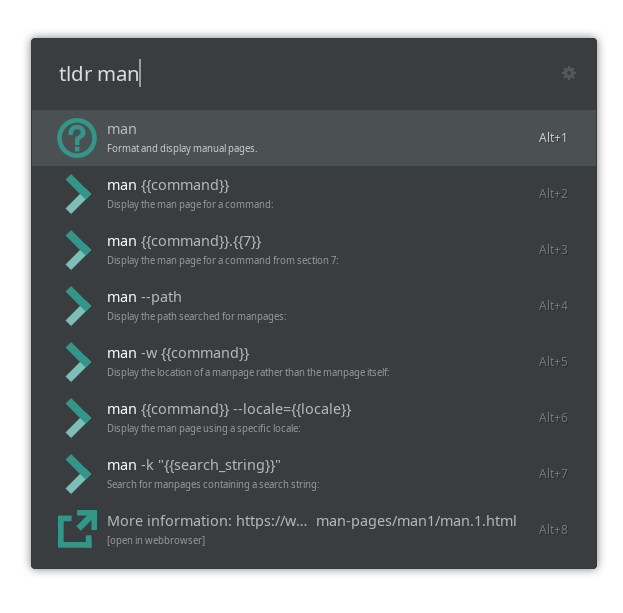 tldr man
man
Format and display manual pages.
Alt+1
man {{command}}
Display the man page for a command:
Alt+2
man {{command}}.{{7}}
Display the man page for a command from section 7:
Alt+3
man --path
Display the path searched for manpages:
Alt+4
man -w {{command}}
Display the location of a manpage rather than the manpage itself:
Alt+5
man {{command}} --locale={{locale}}
Display the man page using a specific locale:
Alt+6
man -k "{{search_string}}"
Search for manpages containing a search string:
Alt+7
More information: https://w... man-pages/man1/man.1.html
[open in webbrowser]
Alt+8